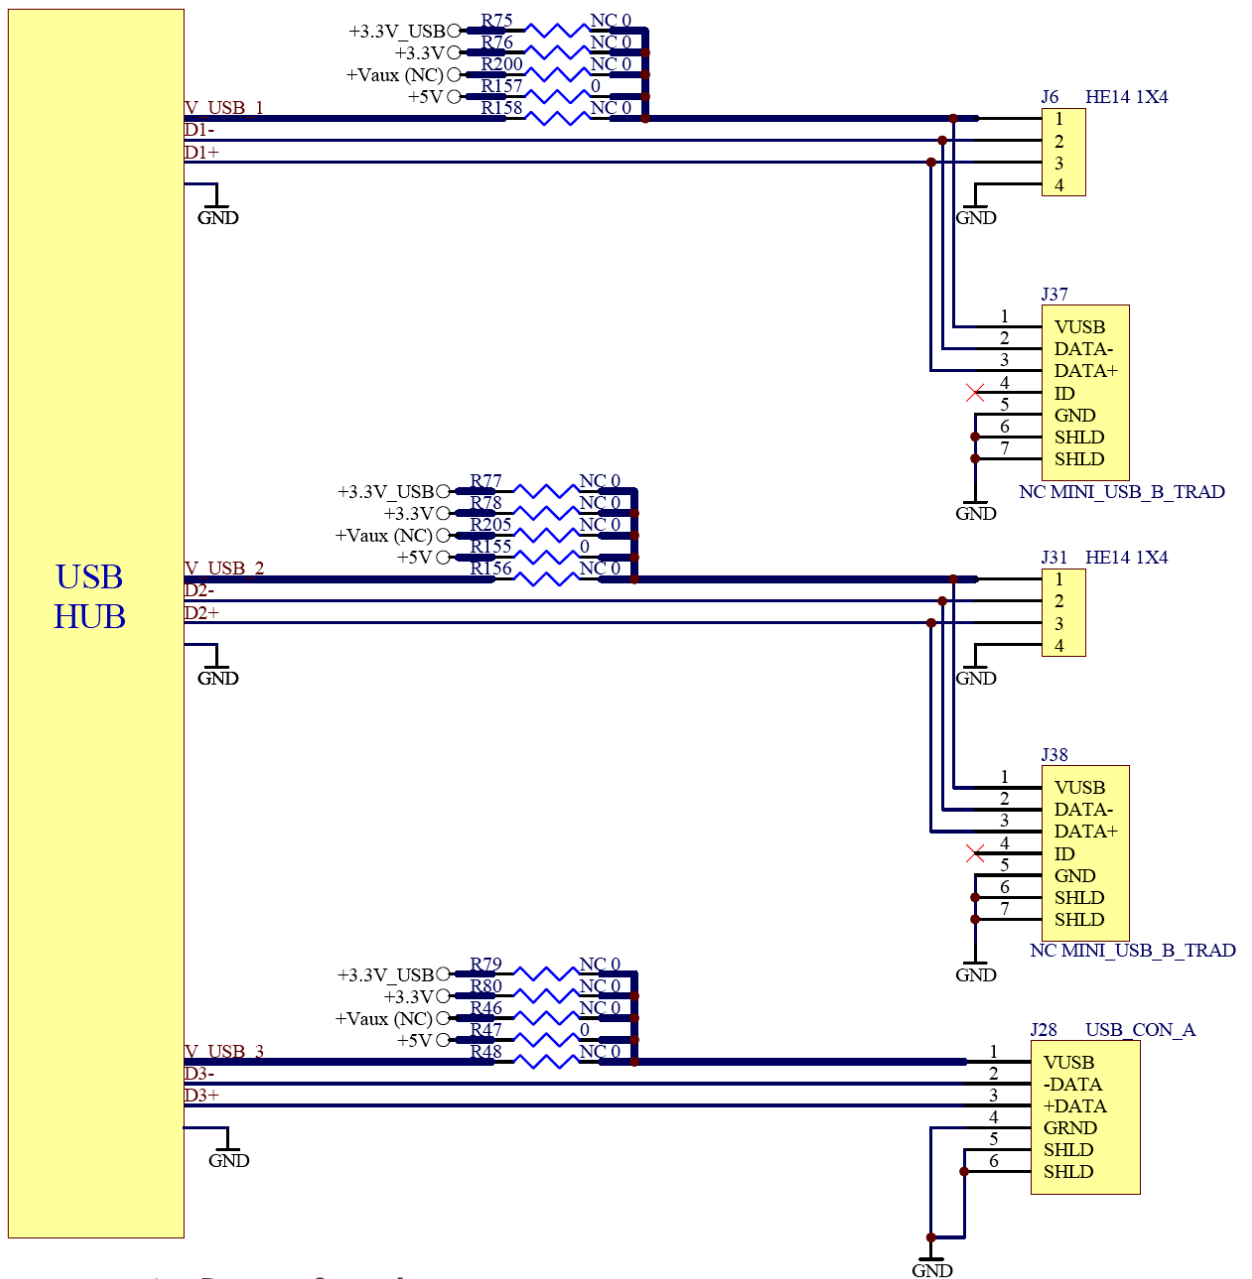 R75 NC 0
+3.3V_USB
R76 NC 0
+3.3V
R200 NC 0
+Vaux (NC)
R157 0
+5V
R158 NC 0
V_USB_1
D1-
D1+
GND
J6 HE14 1X4
1
2
3
4
GND
J37
1 VUSB
2 DATA-
3 DATA+
4 ID
5 GND
6 SHLD
7 SHLD
NC MINI_USB_B_TRAD
GND
R77 NC 0
+3.3V_USB
R78 NC 0
+3.3V
R205 NC 0
+Vaux (NC)
R155 0
+5V
R156 NC 0
V_USB_2
D2-
D2+
GND
USB
HUB
J31 HE14 1X4
1
2
3
4
GND
J38
1 VUSB
2 DATA-
3 DATA+
4 ID
5 GND
6 SHLD
7 SHLD
NC MINI_USB_B_TRAD
GND
R79 NC 0
+3.3V_USB
R80 NC 0
+3.3V
R46 NC 0
+Vaux (NC)
R47 0
+5V
R48 NC 0
V_USB_3
D3-
D3+
GND
J28 USB_CON_A
1 VUSB
2 -DATA
3 +DATA
4 GRND
5 SHLD
6 SHLD
GND